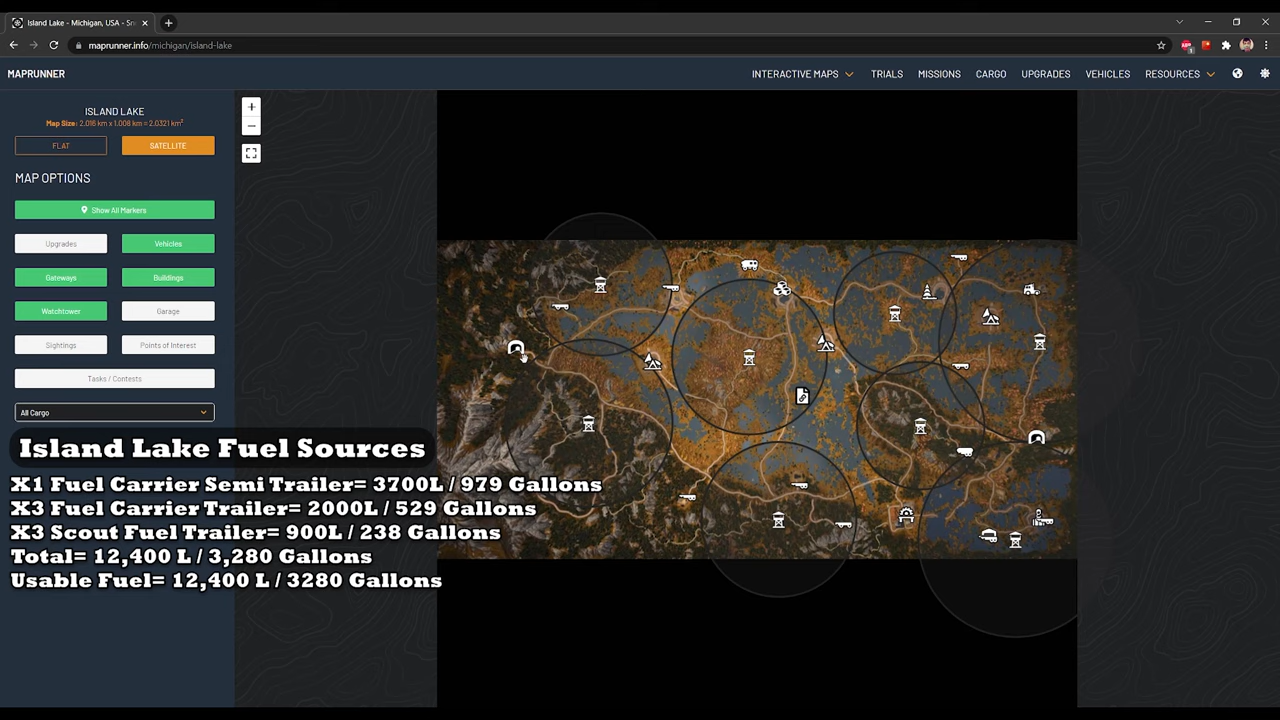 Island Lake - Michigan, USA - Sn
maprunner.info/michigan/island-lake
MAPRUNNER
INTERACTIVE MAPS
TRIALS
MISSIONS
CARGO
UPGRADES
VEHICLES
RESOURCES
ISLAND LAKE
Map Size: 2.016 km x 1.008 km = 2.0321 km²
FLAT
SATELLITE
MAP OPTIONS
Show All Markers
Upgrades
Vehicles
Gateways
Buildings
Watchtower
Garage
Sightings
Points of Interest
Tasks / Contests
All Cargo
Island Lake Fuel Sources
X1 Fuel Carrier Semi Trailer= 3700L / 979 Gallons
X3 Fuel Carrier Trailer= 2000L / 529 Gallons
X3 Scout Fuel Trailer= 900L / 238 Gallons
Total= 12,400 L / 3,280 Gallons
Usable Fuel= 12,400 L / 3280 Gallons